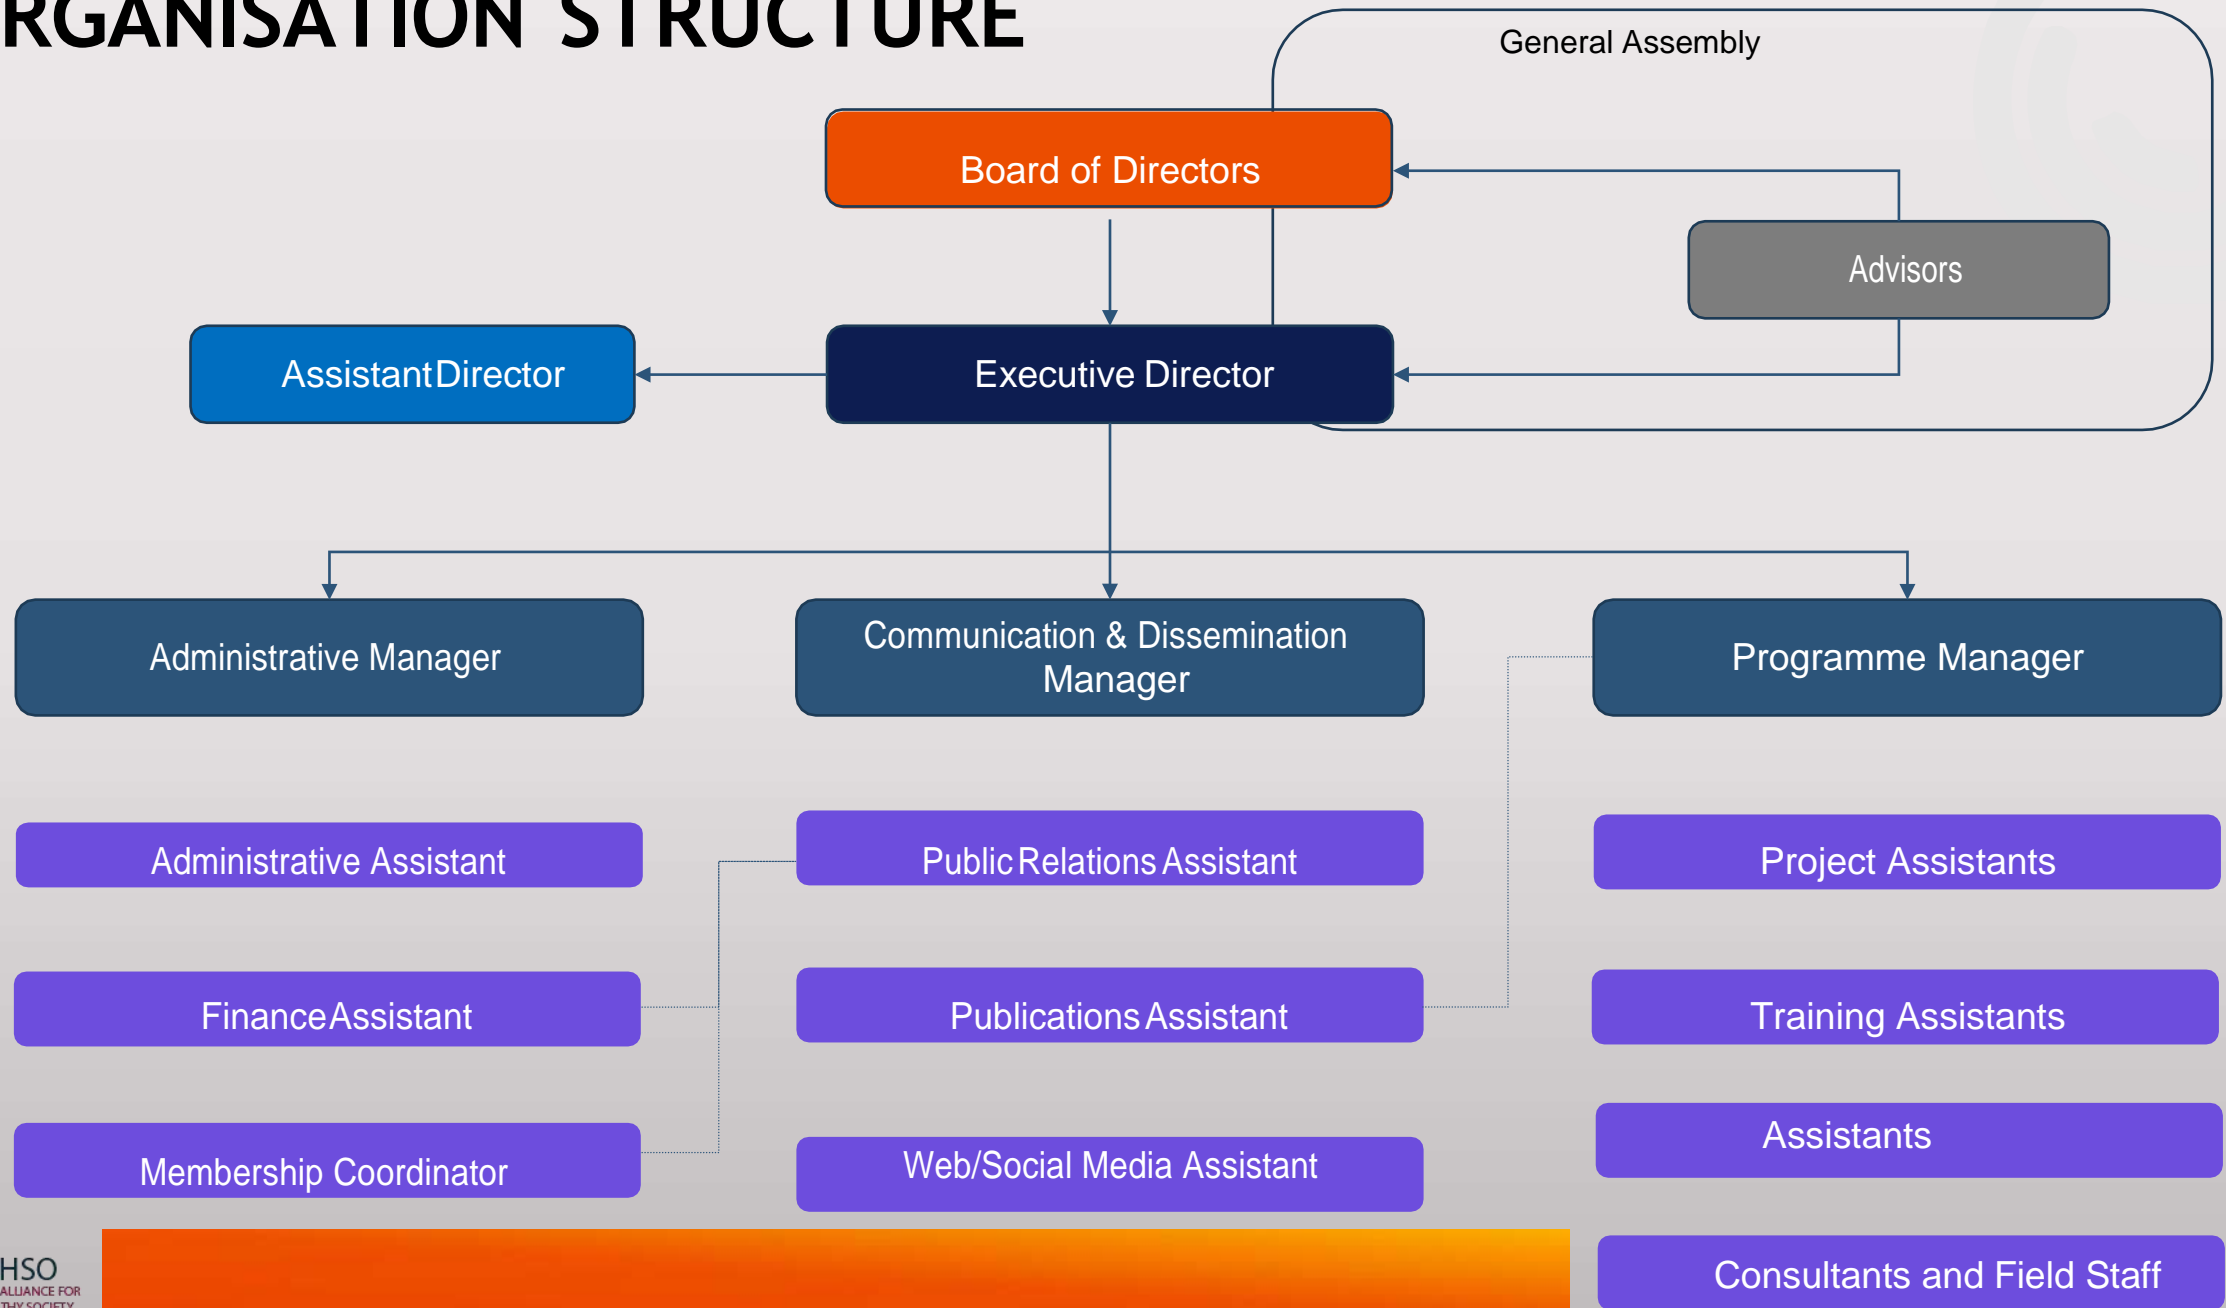 RGANISATION STRUCTURE
General Assembly
Board of Directors
Advisors
Assistant Director
Executive Director
Administrative Manager
Communication & Dissemination
Manager
Programme Manager
Administrative Assistant
Public Relations Assistant
Project Assistants
Finance Assistant
Publications Assistant
Training Assistants
Membership Coordinator
Web/Social Media Assistant
Assistants
Consultants and Field Staff
HSO
ALLIANCE FOR
THY SOCIETY